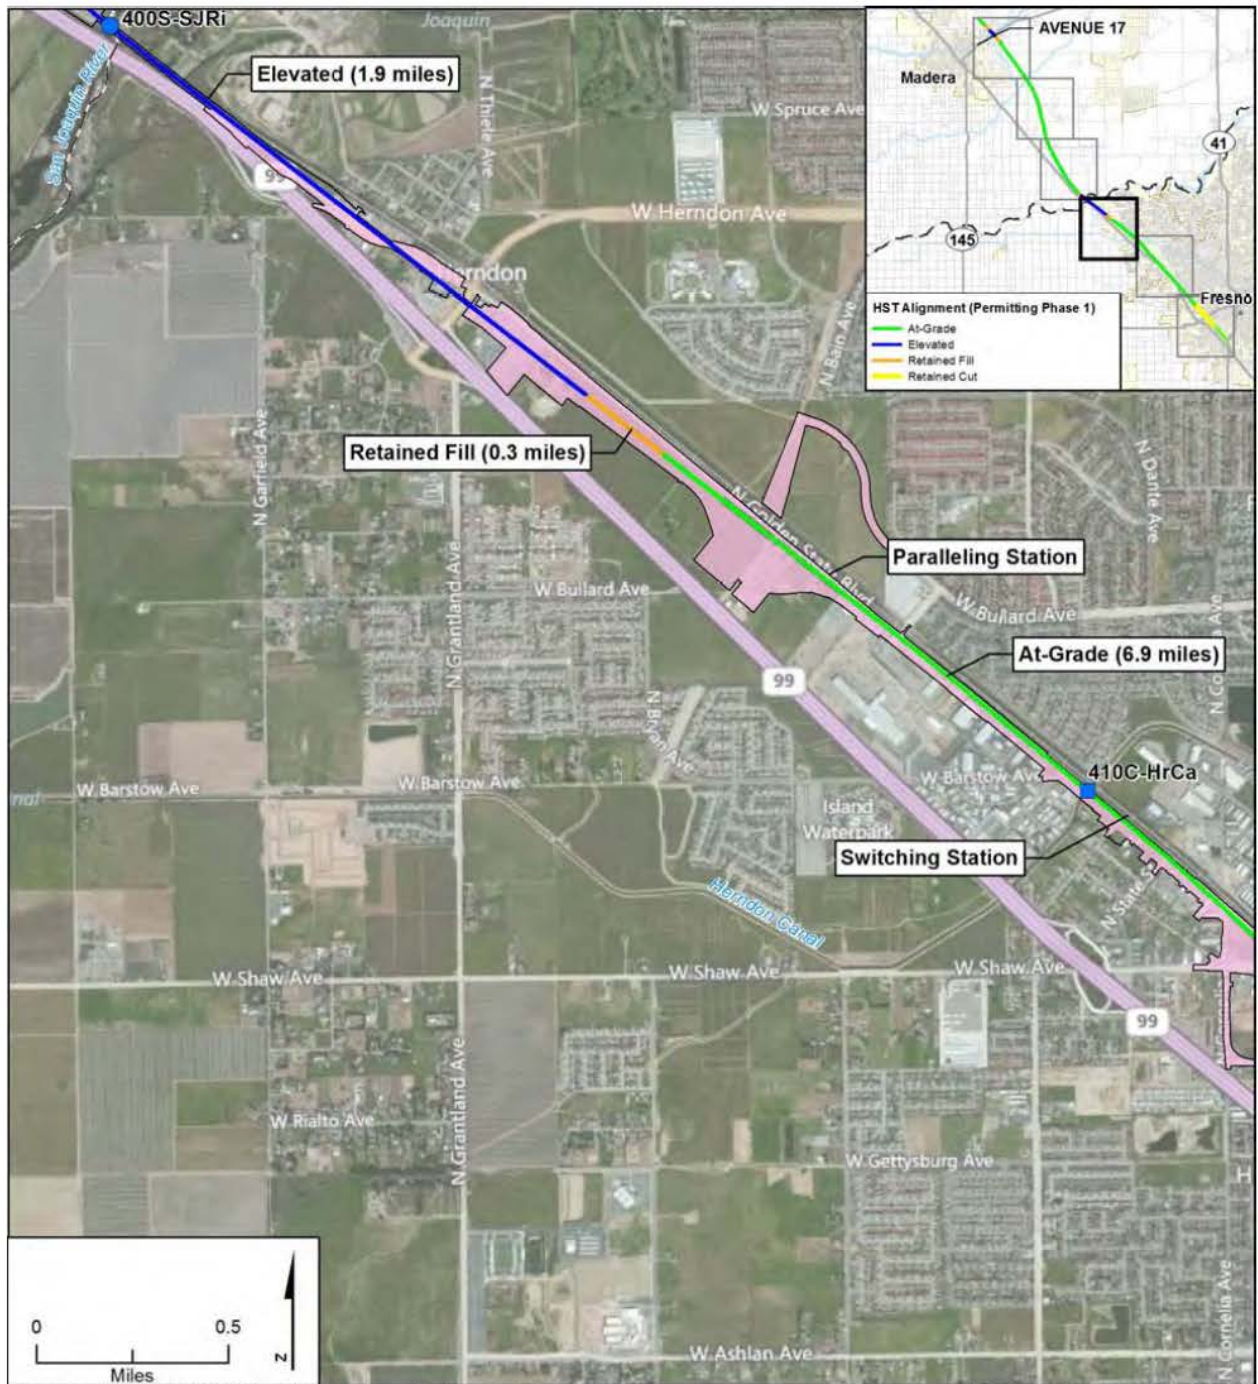 400S-SJRi
Joaquin
Elevated (1.9 miles)
San Joaquin River
N Thiele Ave
W Spruce Ave
99
W Herndon Ave
AVENUE 17
Madera
41
145
Fresno
HST Alignment (Permitting Phase 1)
At-Grade
Elevated
Retained Fill
Retained Cut
N Bain Ave
Retained Fill (0.3 miles)
N Garfield Ave
N Dante Ave
N Golden State Blvd
Paralleling Station
N Grantland Ave
W Bullard Ave
W Bullard Ave
At-Grade (6.9 miles)
99
N Bryan Ave
W Barstow Ave
W Barstow Ave
W Barstow Ave
410C-HrCa
Island
Waterpark
Switching Station
Herndon Canal
W Shaw Ave
W Shaw Ave
W Shaw Ave
99
N Grantland Ave
W Rialto Ave
W Gettysburg Ave
H
N Cornelia Ave
W Ashlan Ave
0
0.5
Miles
N